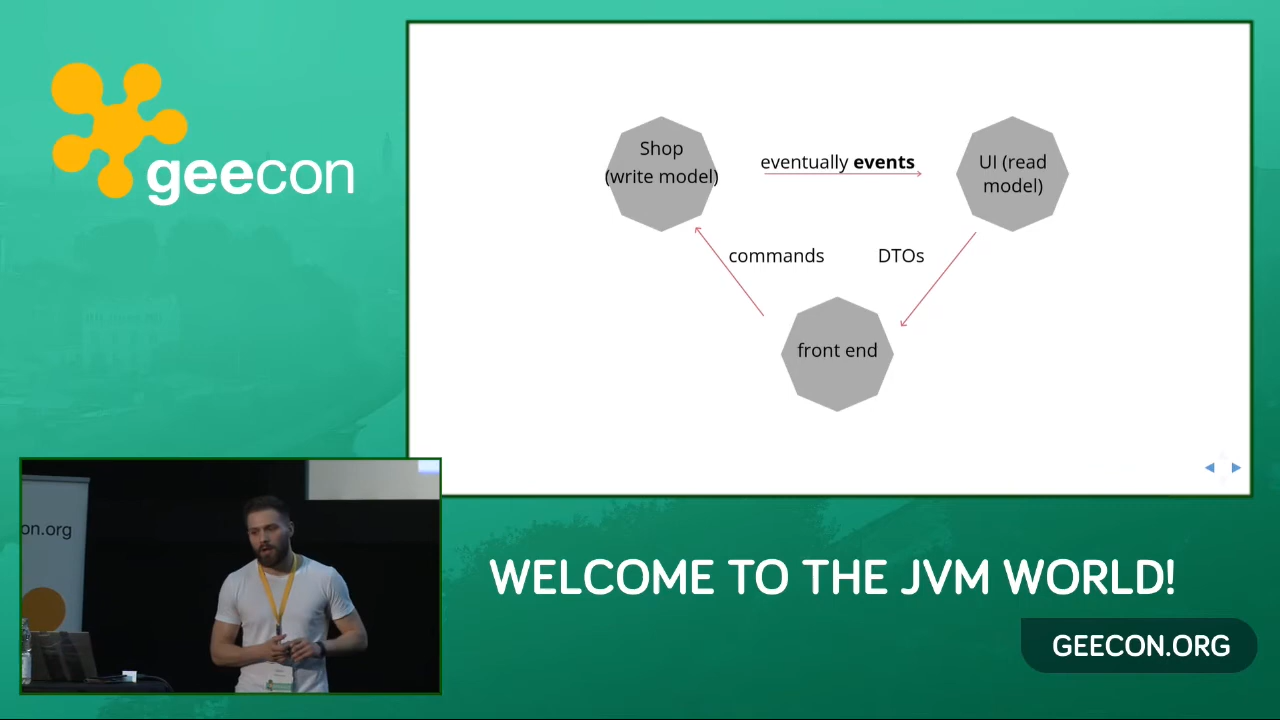 geecon
Shop
(write model)
eventually events
UI (read
model)
commands
DTOs
front end
on.org
WELCOME TO THE JVM WORLD!
GEECON.ORG